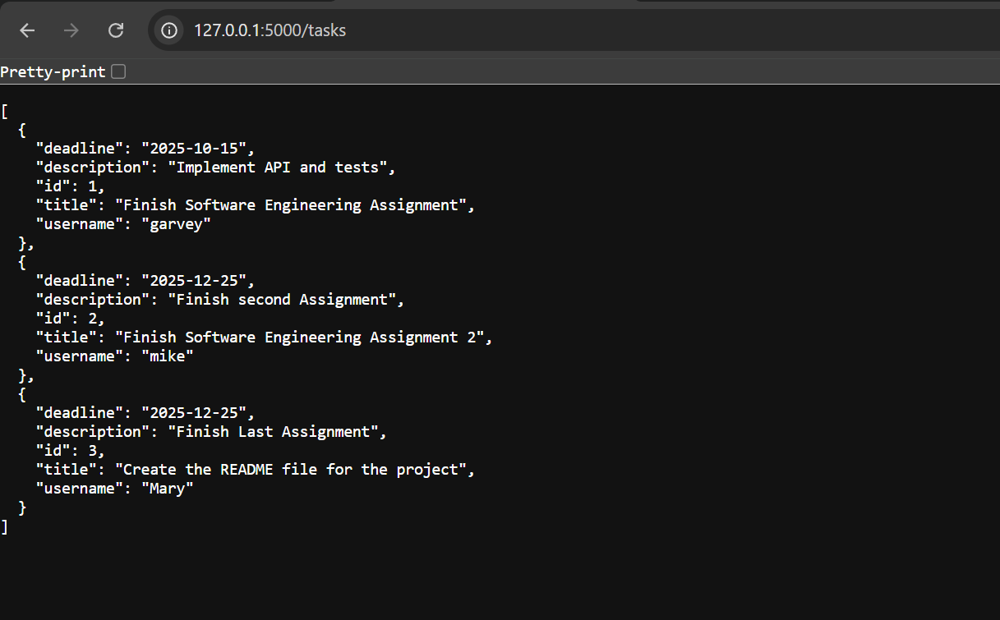 127.0.0.1:5000/tasks
Pretty-print
[
  {
    "deadline": "2025-10-15",
    "description": "Implement API and tests",
    "id": 1,
    "title": "Finish Software Engineering Assignment",
    "username": "garvey"
  },
  {
    "deadline": "2025-12-25",
    "description": "Finish second Assignment",
    "id": 2,
    "title": "Finish Software Engineering Assignment 2",
    "username": "mike"
  },
  {
    "deadline": "2025-12-25",
    "description": "Finish Last Assignment",
    "id": 3,
    "title": "Create the README file for the project",
    "username": "Mary"
  }
]